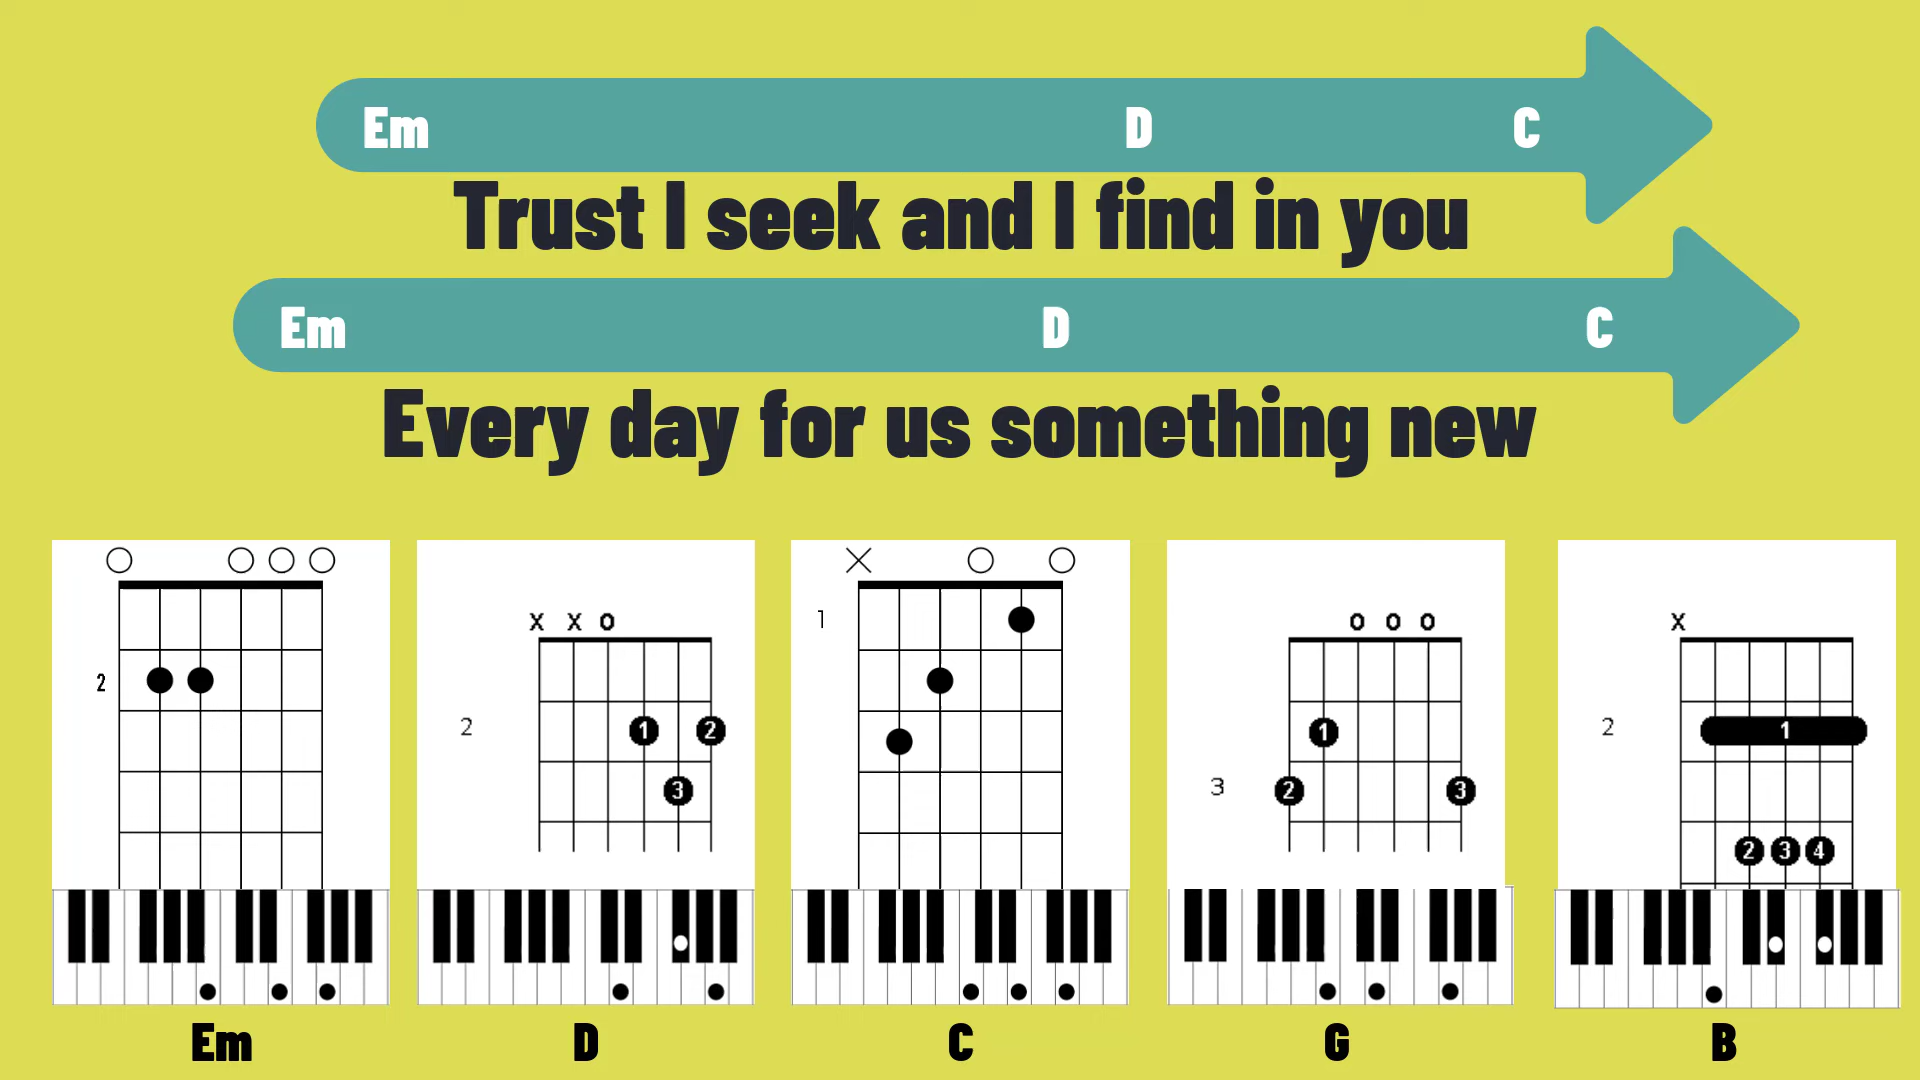 Em D C
Trust I seek and I find in you
Em D C
Every day for us something new
1
X X O
O O O
X
2
2
1 2
1
2
1
3
3
2 3
2 3 4
Em D C G B